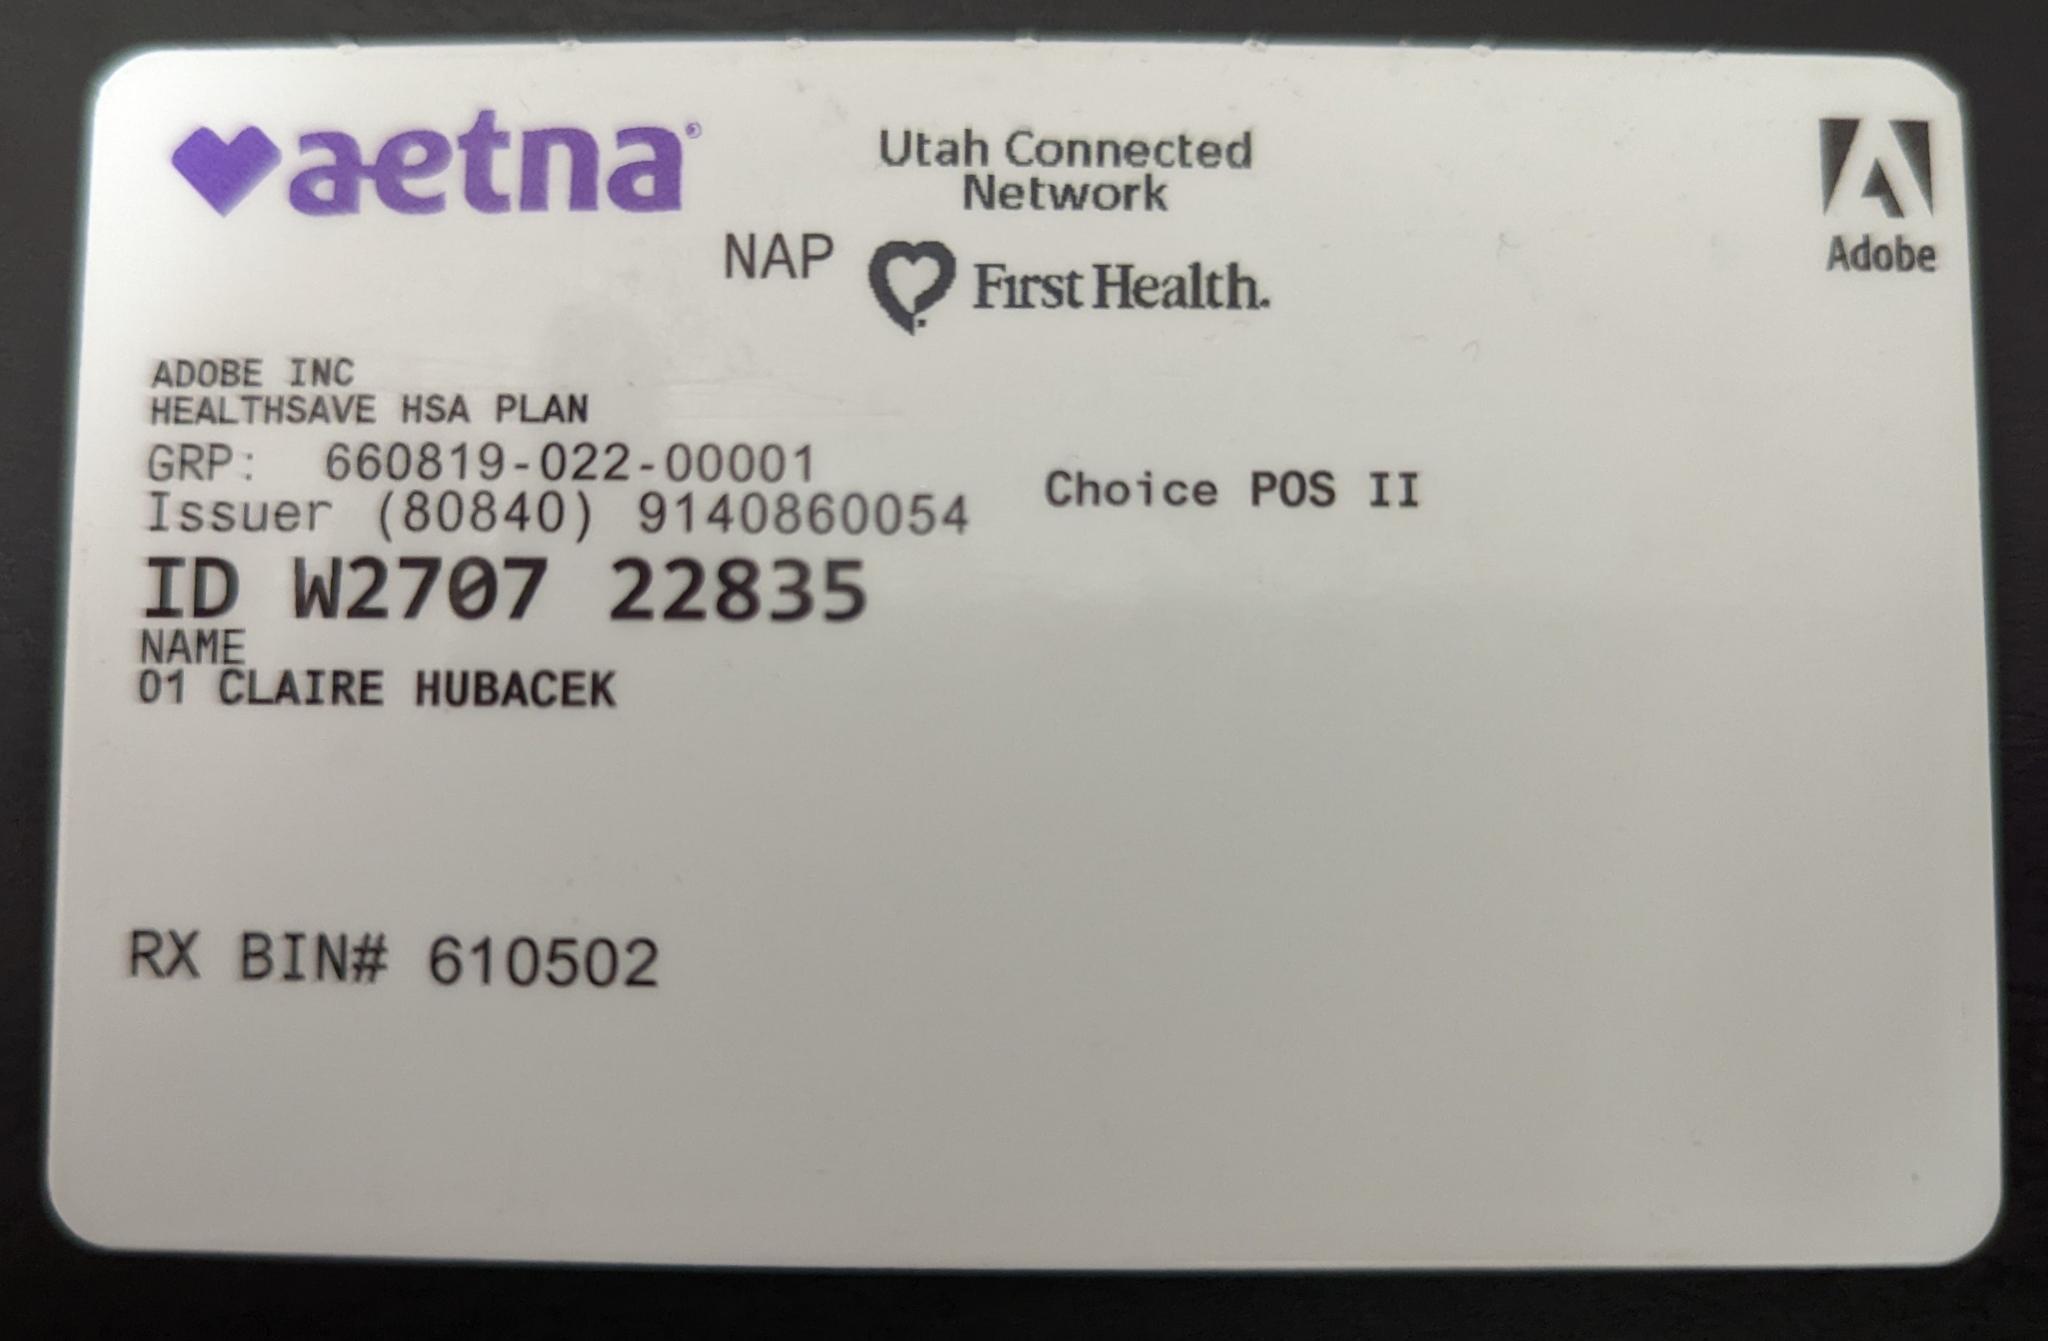 aetna
Utah Connected
Network
NAP
First Health.
Adobe
ADOBE INC
HEALTHSAVE HSA PLAN
GRP: 660819-022-00001
Issuer (80840) 9140860054
Choice POS II
ID W2707 22835
NAME
01 CLAIRE HUBACEK
RX BIN# 610502